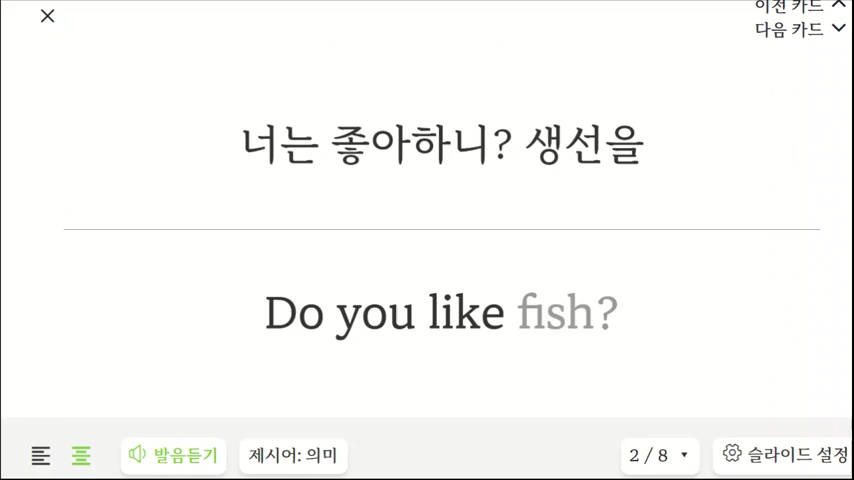 이전 카드
다음 카드
너는 좋아하니? 생선을
Do you like fish?
발음듣기
제시어: 의미
2 / 8
슬라이드 설정